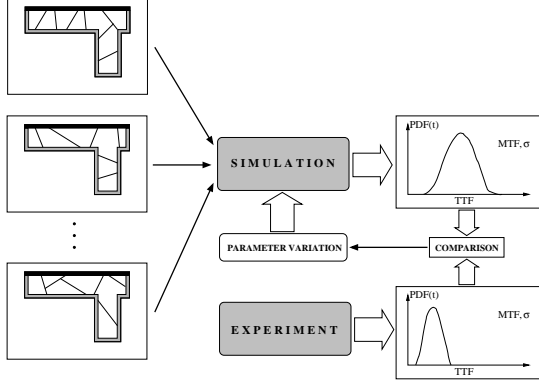 PDF(t)
MTF, σ
SIMULATION
TTF
PARAMETER VARIATION
COMPARISON
PDF(t)
MTF, σ
EXPERIMENT
TTF